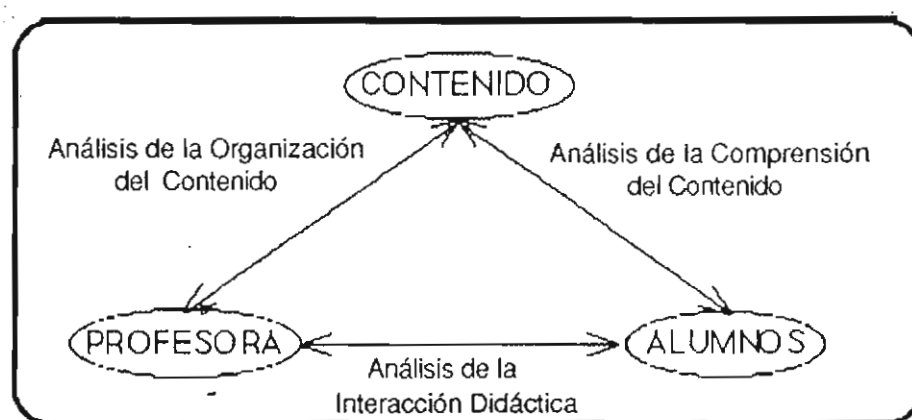 CONTENIDO
Análisis de la Organización
del Contenido
Análisis de la Comprensión
del Contenido
PROFESORA
ALUMNOS
Análisis de la
Interacción Didáctica